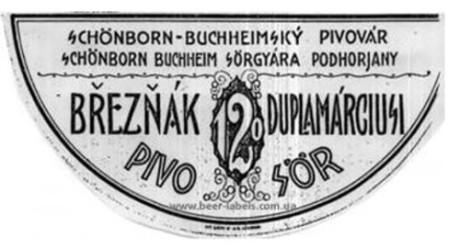 SCHÖNBORN-BUCHHEIMSKÝ PIVOVÁR
SCHÖNBORN BUCHHEIM SÖRGYÁRA PODHORJANY
BŘEZŇÁK 12° DUPLAMÁRCIUSI
PIVO SÖR
www.beer-labels.com.ua